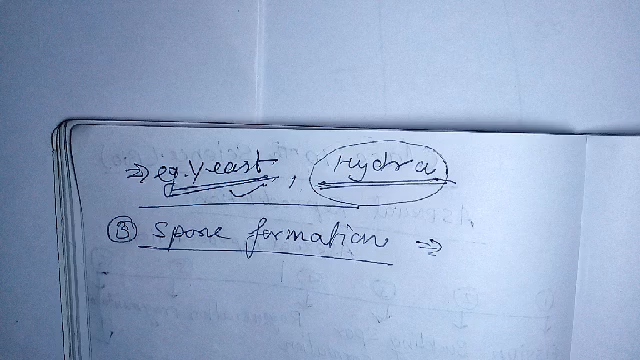 ⇒ eg. Yeast, Hydra
③ Spore formation ⇒